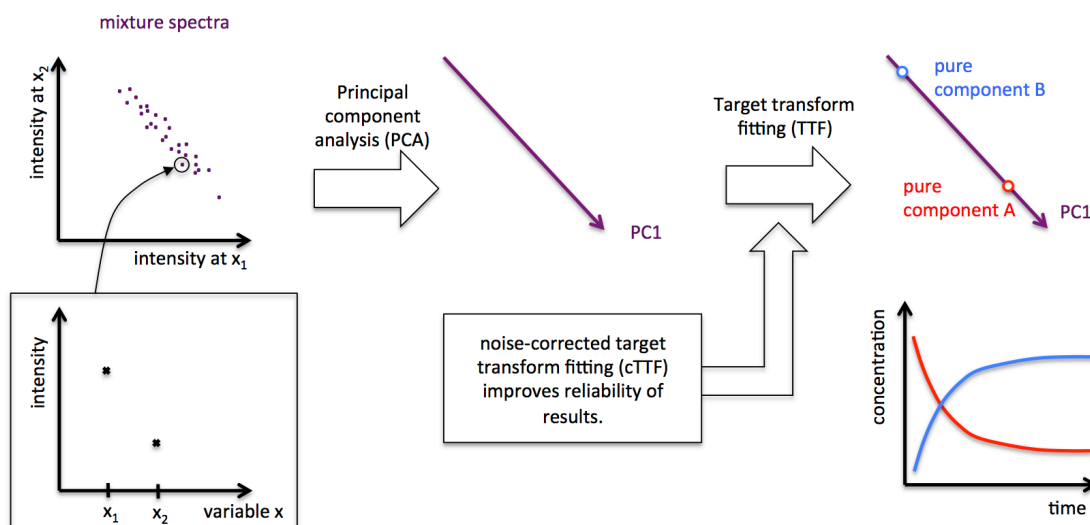 mixture spectra
intensity at x2
intensity at x1
intensity
x1
x2
variable x
Principal
component
analysis (PCA)
PC1
Target transform
fitting (TTF)
noise-corrected target
transform fitting (cTTF)
improves reliability of
results.
pure
component B
pure
component A
PC1
concentration
time